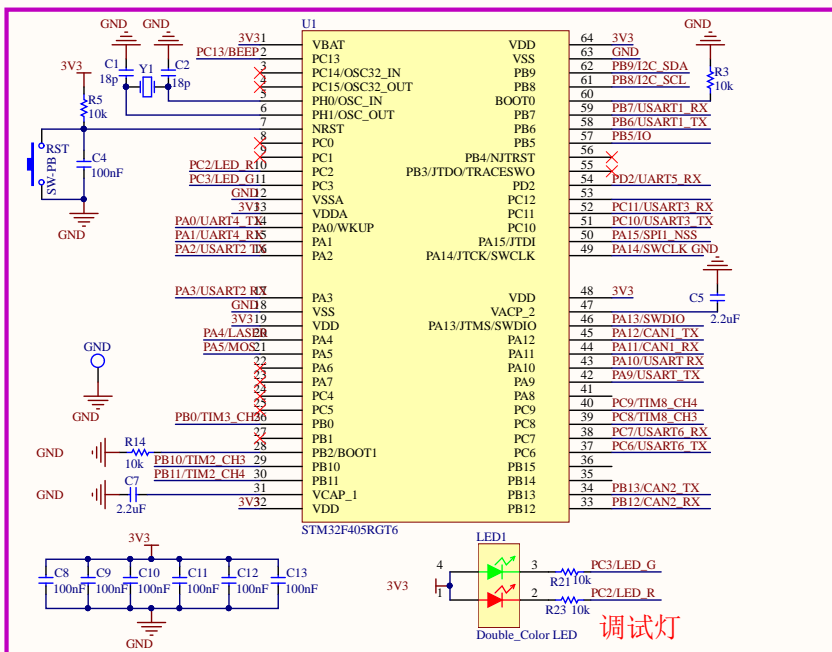 U1
STM32F405RGT6
GND
GND
C1
18p
Y1
C2
18p
3V3
R5
10k
RST
SW-PB
C4
100nF
GND
3V3 1 VBAT
PC13/BEEP 2 PC13
3 PC14/OSC32_IN
4 PC15/OSC32_OUT
5 PH0/OSC_IN
6 PH1/OSC_OUT
7 NRST
8 PC0
9 PC1
PC2/LED_R 10 PC2
PC3/LED_G 11 PC3
GND 12 VSSA
3V3 13 VDDA
PA0/UART4_TX 14 PA0/WKUP
PA1/UART4_RX 15 PA1
PA2/USART2 TX 16 PA2
PA3/USART2 RX 17 PA3
GND 18 VSS
3V3 19 VDD
PA4/LASER 20 PA4
PA5/MOS 21 PA5
22 PA6
23 PA7
24 PC4
25 PC5
PB0/TIM3_CH3 26 PB0
27 PB1
28 PB2/BOOT1
PB10/TIM2_CH3 29 PB10
PB11/TIM2_CH4 30 PB11
31 VCAP_1
3V3 32 VDD
GND
GND
GND
R14
10k
GND
C7
2.2uF
VDD 64 3V3
VSS 63 GND
PB9 62 PB9/I2C_SDA
PB8 61 PB8/I2C_SCL
BOOT0 60
PB7 59 PB7/USART1_RX
PB6 58 PB6/USART1_TX
PB5 57 PB5/IO
PB4/NJTRST 56
PB3/JTDO/TRACESWO 55
PD2 54 PD2/UART5_RX
PC12 53
PC11 52 PC11/USART3_RX
PC10 51 PC10/USART3_TX
PA15/JTDI 50 PA15/SPI1_NSS
PA14/JTCK/SWCLK 49 PA14/SWCLK GND
VDD 48 3V3
VACP_2 47
PA13/JTMS/SWDIO 46 PA13/SWDIO
PA12 45 PA12/CAN1_TX
PA11 44 PA11/CAN1_RX
PA10 43 PA10/USART RX
PA9 42 PA9/USART_TX
PA8 41
PC9 40 PC9/TIM8_CH4
PC8 39 PC8/TIM8_CH3
PC7 38 PC7/USART6_RX
PC6 37 PC6/USART6_TX
PB15 36
PB14 35
PB13 34 PB13/CAN2_TX
PB12 33 PB12/CAN2_RX
GND
R3
10k
C5
2.2uF
3V3
C8
100nF
C9
100nF
C10
100nF
C11
100nF
C12
100nF
C13
100nF
GND
LED1
3V3
4
1
3
2
R21 10k PC3/LED_G
R23 10k PC2/LED_R
Double_Color LED
调试灯